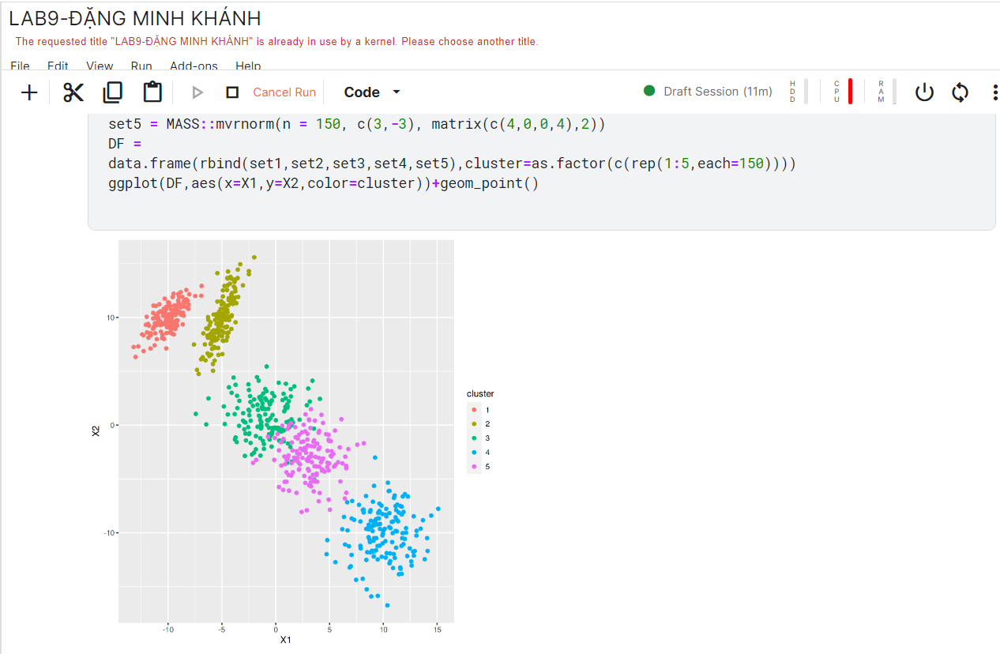 LAB9-ĐẶNG MINH KHÁNH
The requested title "LAB9-ĐẶNG MINH KHÁNH" is already in use by a kernel. Please choose another title.
File Edit View Run Add-ons Help
Cancel Run Code Draft Session (11m) HDD CPU RAM
set5 = MASS::mvrnorm(n = 150, c(3,-3), matrix(c(4,0,0,4),2))
DF =
data.frame(rbind(set1,set2,set3,set4,set5),cluster=as.factor(c(rep(1:5,each=150))))
ggplot(DF,aes(x=X1,y=X2,color=cluster))+geom_point()
10
0
-10
X2
-10 -5 0 5 10 15
X1
cluster
1
2
3
4
5